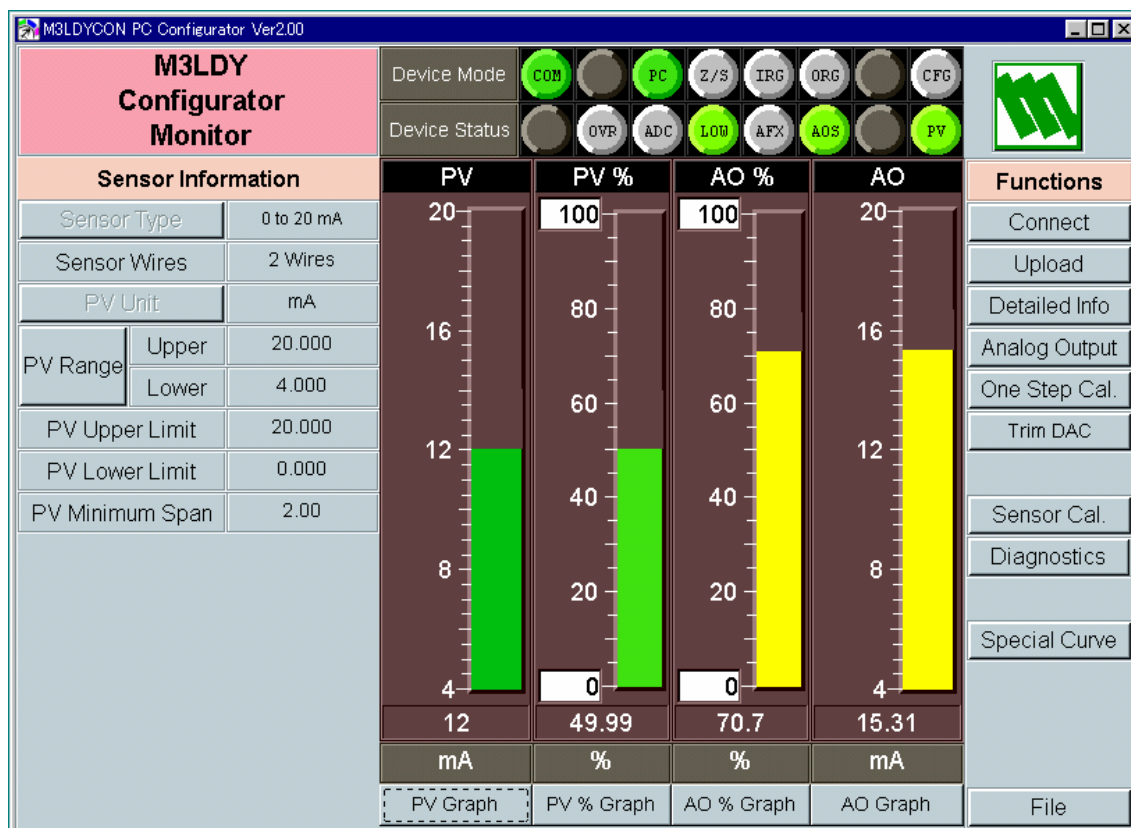 M3LDYCON PC Configurator Ver2.00
M3LDY
Configurator
Monitor
Device Mode COM PC Z/S IRG ORG CFG
Device Status OVR ADC LOW AFX AOS PV
Sensor Information
Sensor Type 0 to 20 mA
Sensor Wires 2 Wires
PV Unit mA
PV Range Upper 20.000
Lower 4.000
PV Upper Limit 20.000
PV Lower Limit 0.000
PV Minimum Span 2.00
PV PV % AO % AO
20 100 100 20
80 80
16 16
60 60
12 12
40 40
8 8
20 20
4 0 0 4
12 49.99 70.7 15.31
mA % % mA
PV Graph PV % Graph AO % Graph AO Graph
Functions
Connect
Upload
Detailed Info
Analog Output
One Step Cal.
Trim DAC
Sensor Cal.
Diagnostics
Special Curve
File